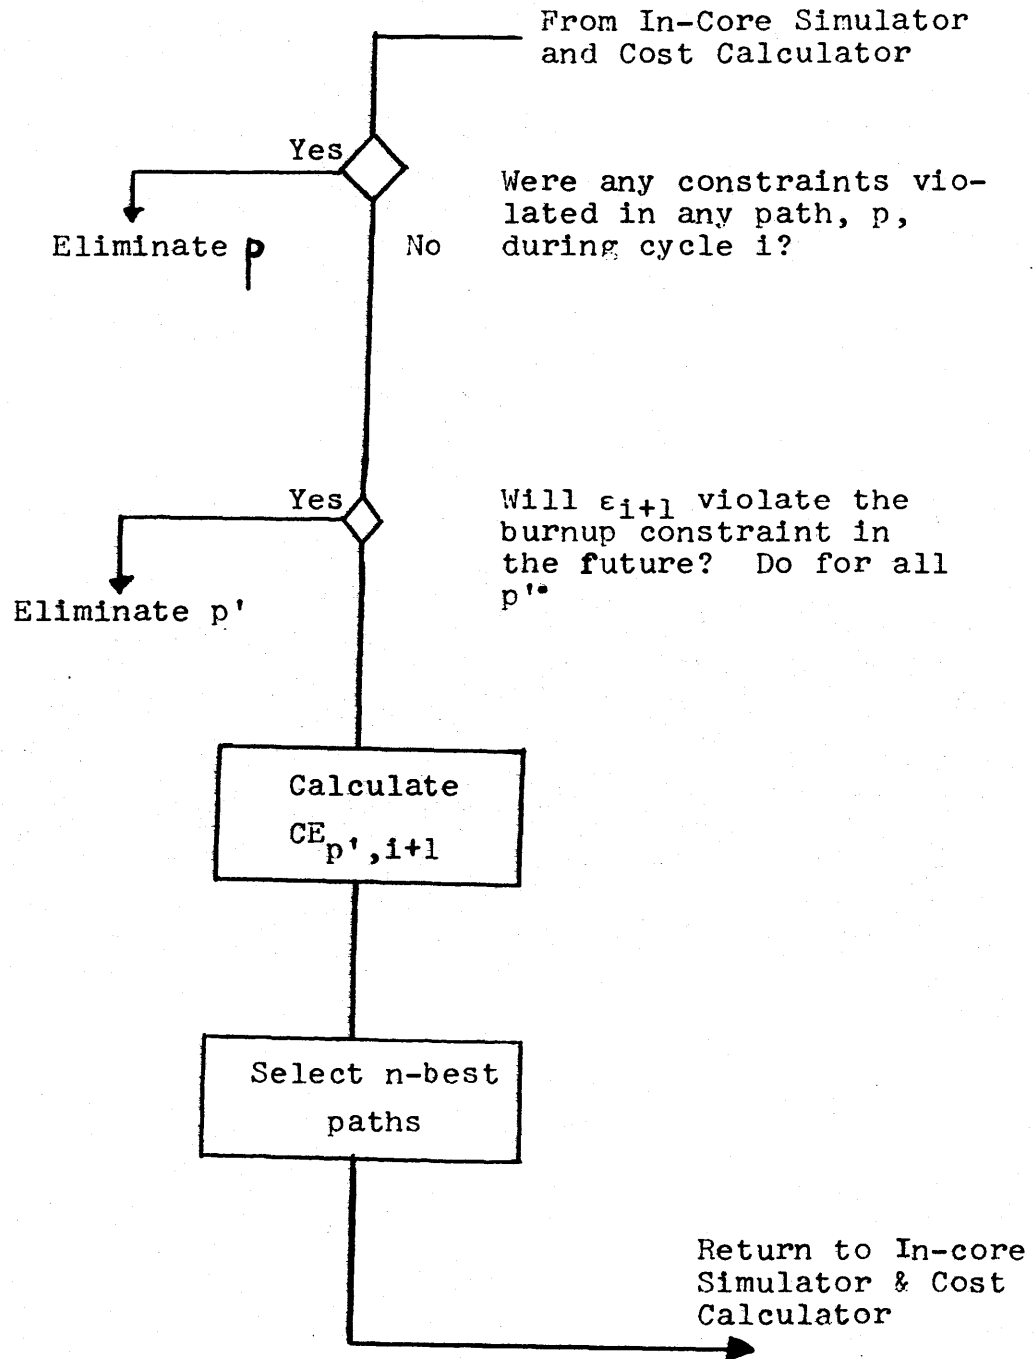 From In-Core Simulator
and Cost Calculator
Yes
Were any constraints vio-
lated in any path, p,
during cycle i?
Eliminate p
No
Yes
Will εi+1 violate the
burnup constraint in
the future? Do for all
p'.
Eliminate p'
Calculate
CEp',i+1
Select n-best
paths
Return to In-core
Simulator & Cost
Calculator